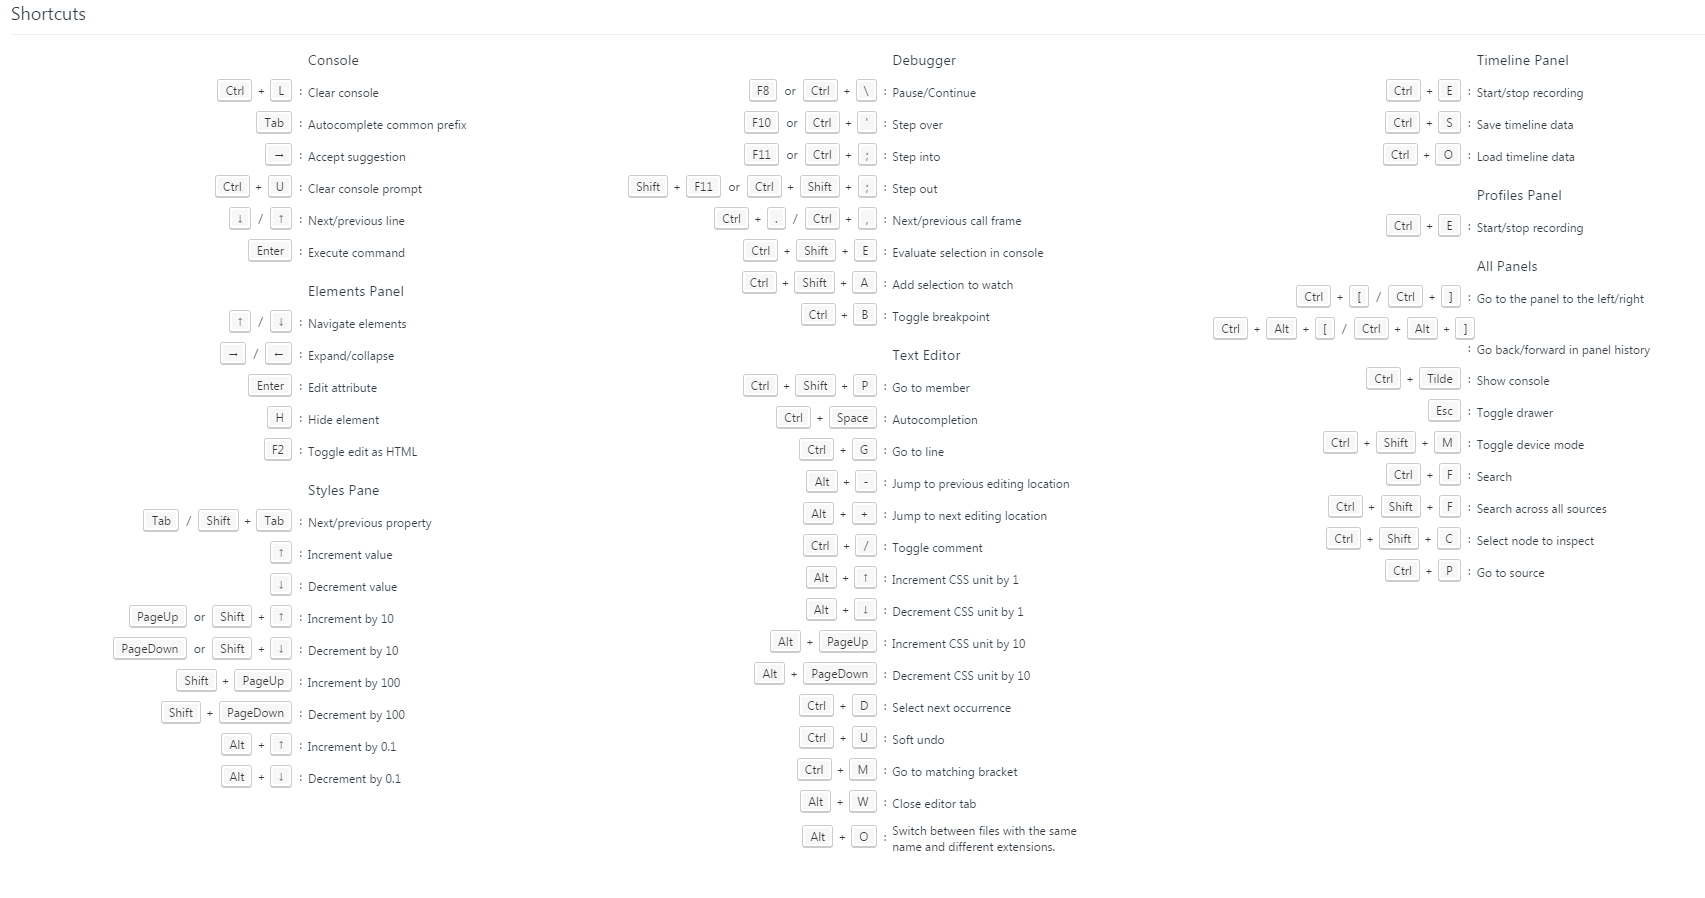 Shortcuts
Console
Ctrl + L : Clear console
Tab : Autocomplete common prefix
→ : Accept suggestion
Ctrl + U : Clear console prompt
↓ / ↑ : Next/previous line
Enter : Execute command
Elements Panel
↑ / ↓ : Navigate elements
→ / ← : Expand/collapse
Enter : Edit attribute
H : Hide element
F2 : Toggle edit as HTML
Styles Pane
Tab / Shift + Tab : Next/previous property
↑ : Increment value
↓ : Decrement value
PageUp or Shift + ↑ : Increment by 10
PageDown or Shift + ↓ : Decrement by 10
Shift + PageUp : Increment by 100
Shift + PageDown : Decrement by 100
Alt + ↑ : Increment by 0.1
Alt + ↓ : Decrement by 0.1
Debugger
F8 or Ctrl + \ : Pause/Continue
F10 or Ctrl + ' : Step over
F11 or Ctrl + ; : Step into
Shift + F11 or Ctrl + Shift + ; : Step out
Ctrl + . / Ctrl + , : Next/previous call frame
Ctrl + Shift + E : Evaluate selection in console
Ctrl + Shift + A : Add selection to watch
Ctrl + B : Toggle breakpoint
Text Editor
Ctrl + Shift + P : Go to member
Ctrl + Space : Autocompletion
Ctrl + G : Go to line
Alt + - : Jump to previous editing location
Alt + + : Jump to next editing location
Ctrl + / : Toggle comment
Alt + ↑ : Increment CSS unit by 1
Alt + ↓ : Decrement CSS unit by 1
Alt + PageUp : Increment CSS unit by 10
Alt + PageDown : Decrement CSS unit by 10
Ctrl + D : Select next occurrence
Ctrl + U : Soft undo
Ctrl + M : Go to matching bracket
Alt + W : Close editor tab
Alt + O : Switch between files with the same
name and different extensions.
Timeline Panel
Ctrl + E : Start/stop recording
Ctrl + S : Save timeline data
Ctrl + O : Load timeline data
Profiles Panel
Ctrl + E : Start/stop recording
All Panels
Ctrl + [ / Ctrl + ] : Go to the panel to the left/right
Ctrl + Alt + [ / Ctrl + Alt + ]
: Go back/forward in panel history
Ctrl + Tilde : Show console
Esc : Toggle drawer
Ctrl + Shift + M : Toggle device mode
Ctrl + F : Search
Ctrl + Shift + F : Search across all sources
Ctrl + Shift + C : Select node to inspect
Ctrl + P : Go to source